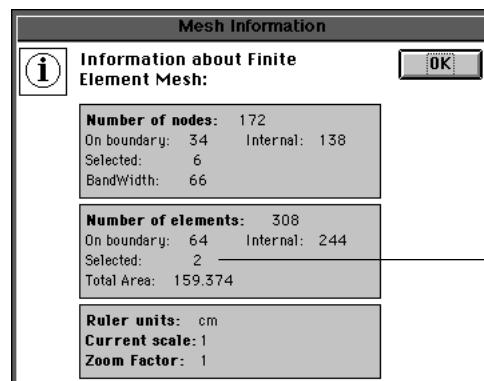 Mesh Information
Information about Finite
Element Mesh:
OK
Number of nodes: 172
On boundary: 34 Internal: 138
Selected: 6
BandWidth: 66
Number of elements: 308
On boundary: 64 Internal: 244
Selected: 2
Total Area: 159.374
Ruler units: cm
Current scale: 1
Zoom Factor: 1